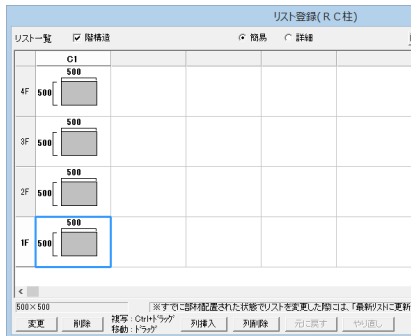 リスト登録(ＲＣ柱)
リスト一覧 階構造 簡易 詳細
C1
500
4F 500
500
3F 500
500
2F 500
500
1F 500
<
500×500 ※すでに部材配置された状態でリストを変更した際には、「最新リストに更新
変更 削除 複写：Ctrl+ドラッグ 列挿入 列削除 元に戻す やり直し
移動：ドラッグ